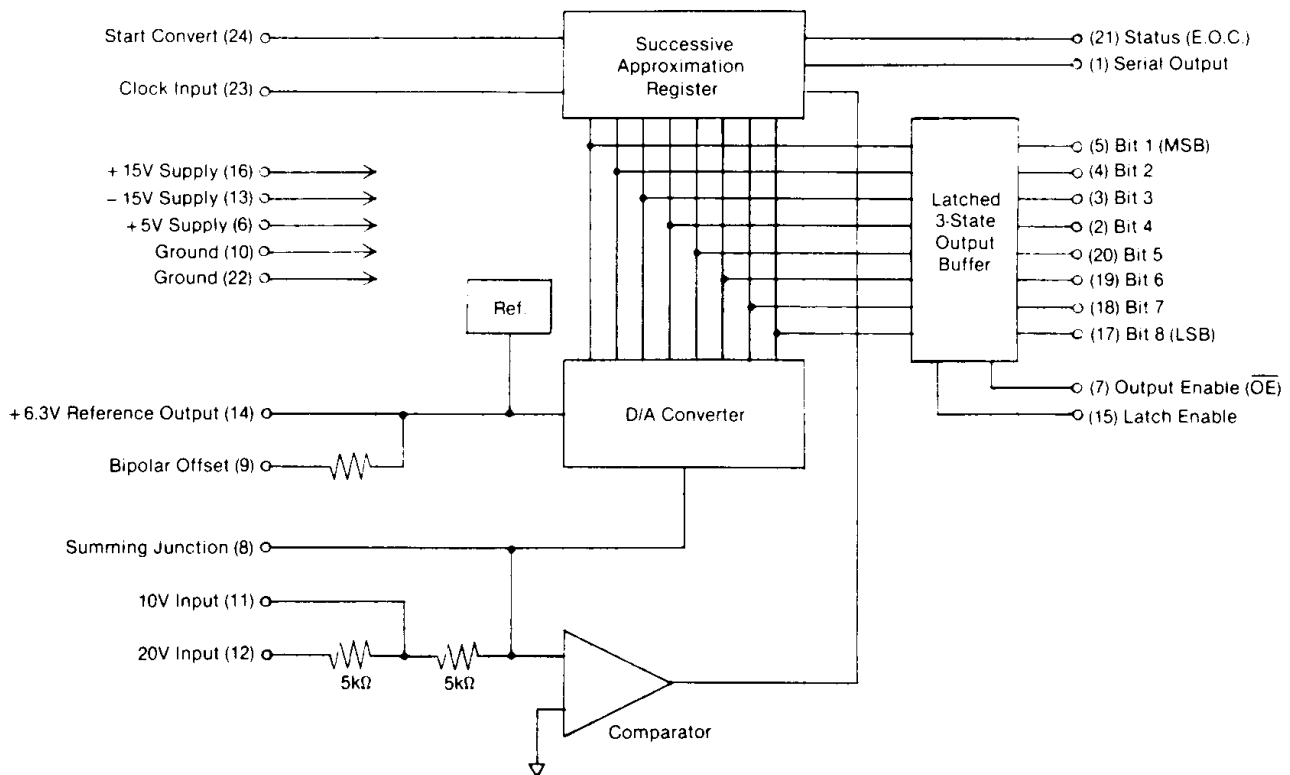 Start Convert (24)
Clock Input (23)
+ 15V Supply (16)
− 15V Supply (13)
+ 5V Supply (6)
Ground (10)
Ground (22)
Successive
Approximation
Register
(21) Status (E.O.C.)
(1) Serial Output
Latched
3-State
Output
Buffer
(5) Bit 1 (MSB)
(4) Bit 2
(3) Bit 3
(2) Bit 4
(20) Bit 5
(19) Bit 6
(18) Bit 7
(17) Bit 8 (LSB)
(7) Output Enable (O̅E̅)
(15) Latch Enable
Ref.
+ 6.3V Reference Output (14)
D/A Converter
Bipolar Offset (9)
Summing Junction (8)
10V Input (11)
20V Input (12)
5kΩ
5kΩ
Comparator